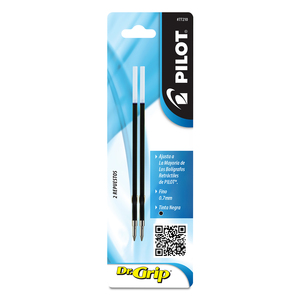 #77210
PILOT
Ajusta a
La Mayoría de
Los Bolígrafos
Retráctiles
de PILOT®.
Fino
0.7mm
Tinta Negra
2 REPUESTOS
Dr.Grip